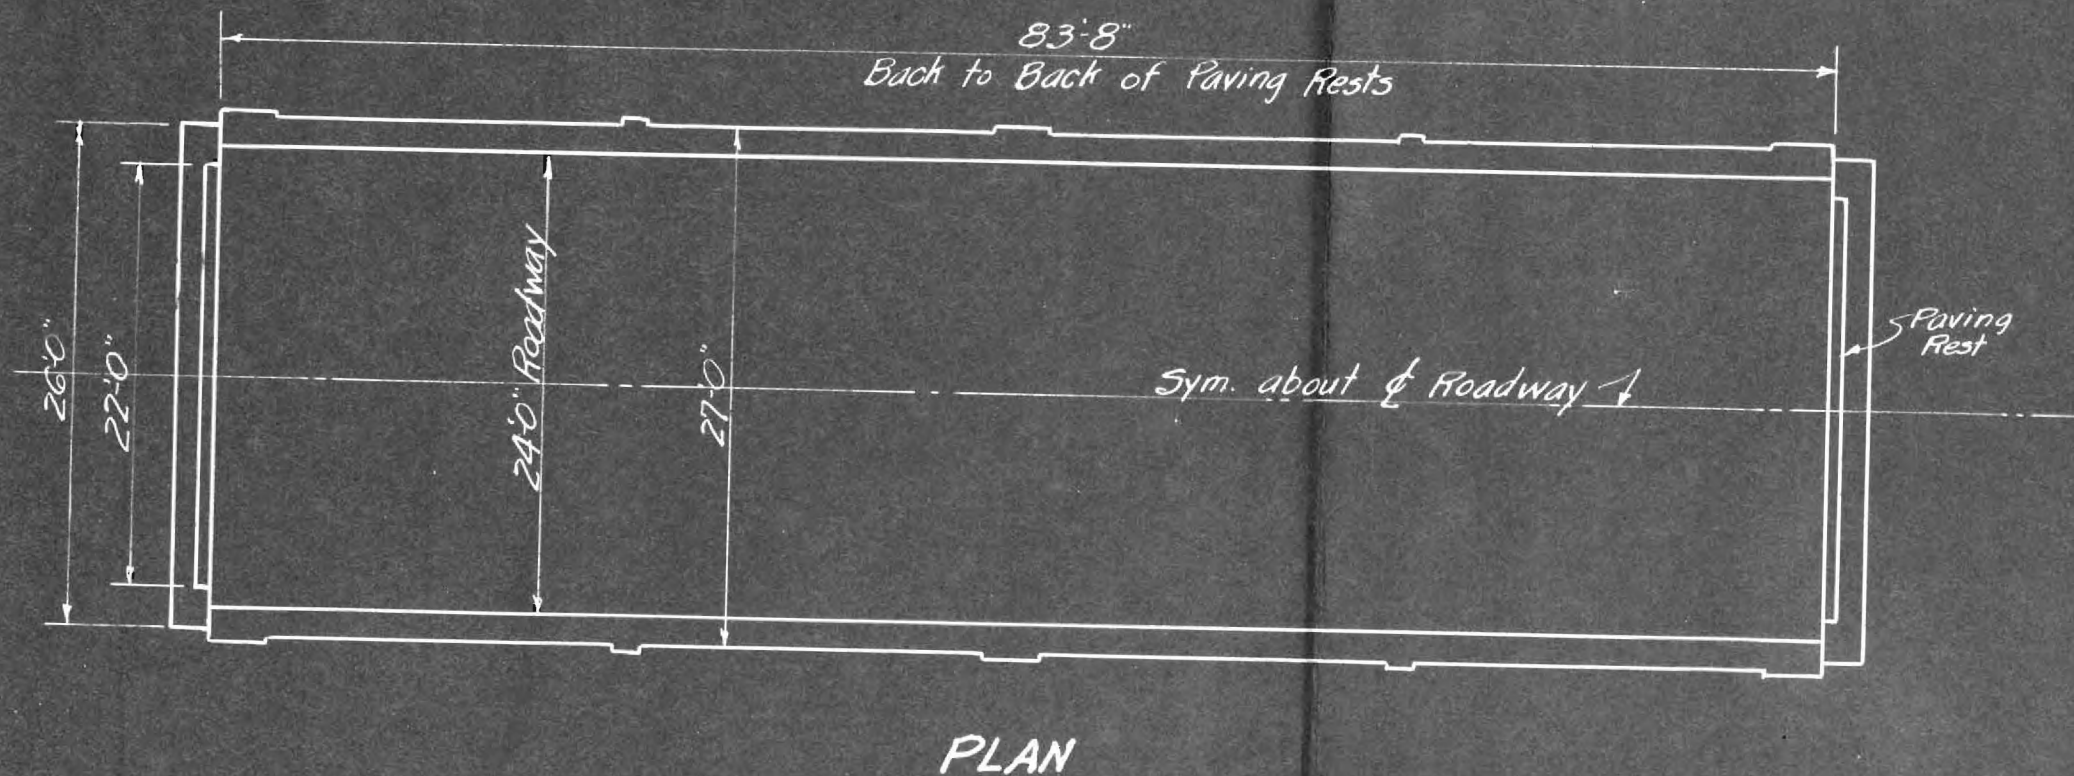 83'-8"
Back to Back of Paving Rests
26'-0"
22'-0"
24'-0" Roadway
27'-0"
Sym. about ℄ Roadway
Paving
Rest
PLAN